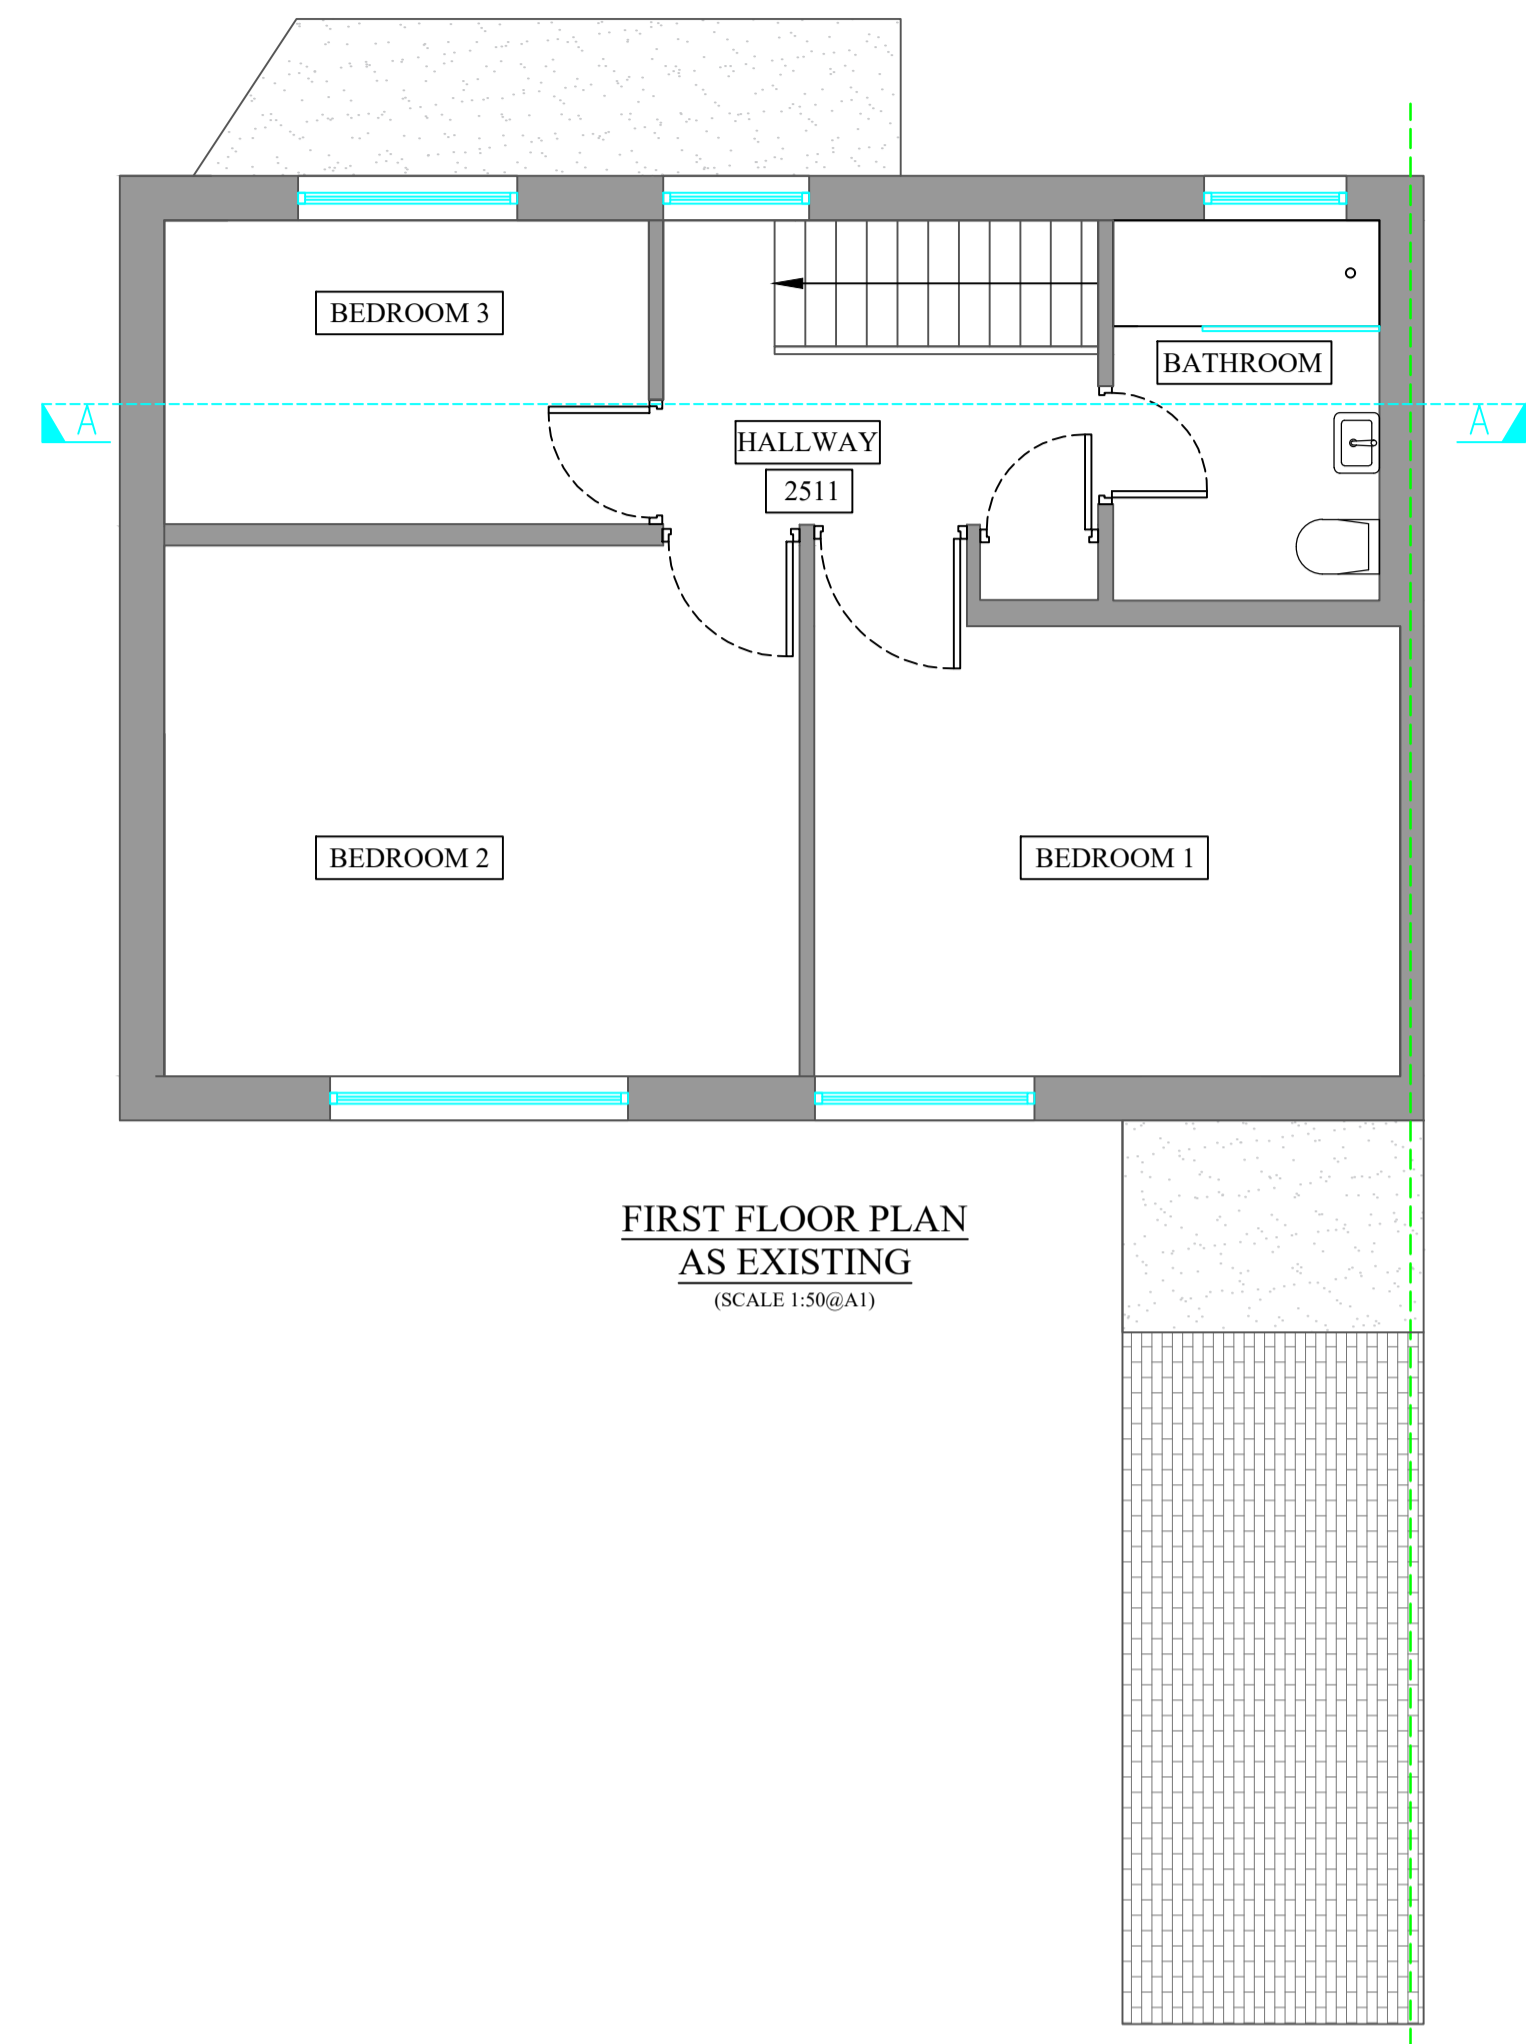 BEDROOM 3
BATHROOM
A
A
HALLWAY
2511
BEDROOM 2
BEDROOM 1
FIRST FLOOR PLAN
AS EXISTING
(SCALE 1:50@A1)